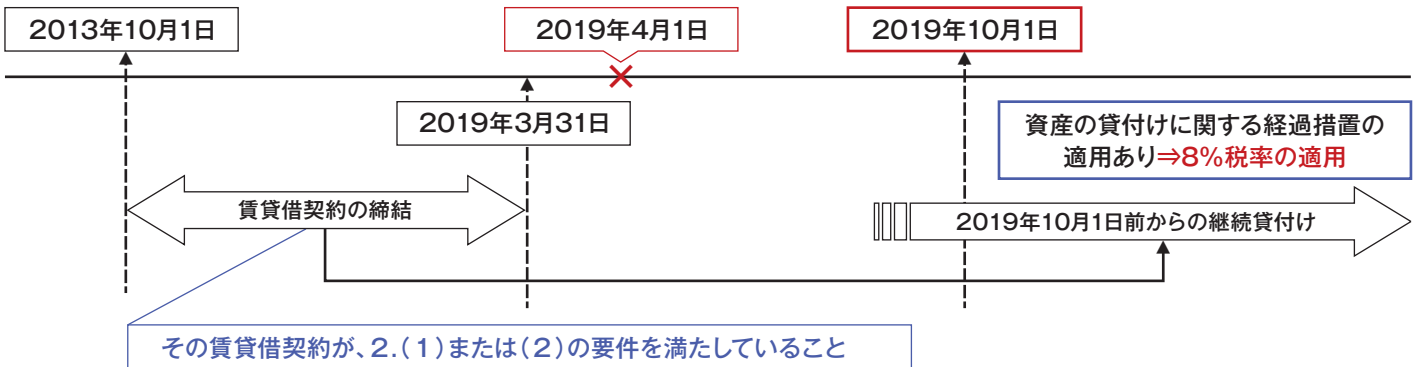 2013年10月1日
2019年4月1日
2019年10月1日
2019年3月31日
資産の貸付けに関する経過措置の
適用あり⇒8%税率の適用
賃貸借契約の締結
2019年10月1日前からの継続貸付け
その賃貸借契約が、2.(1)または(2)の要件を満たしていること